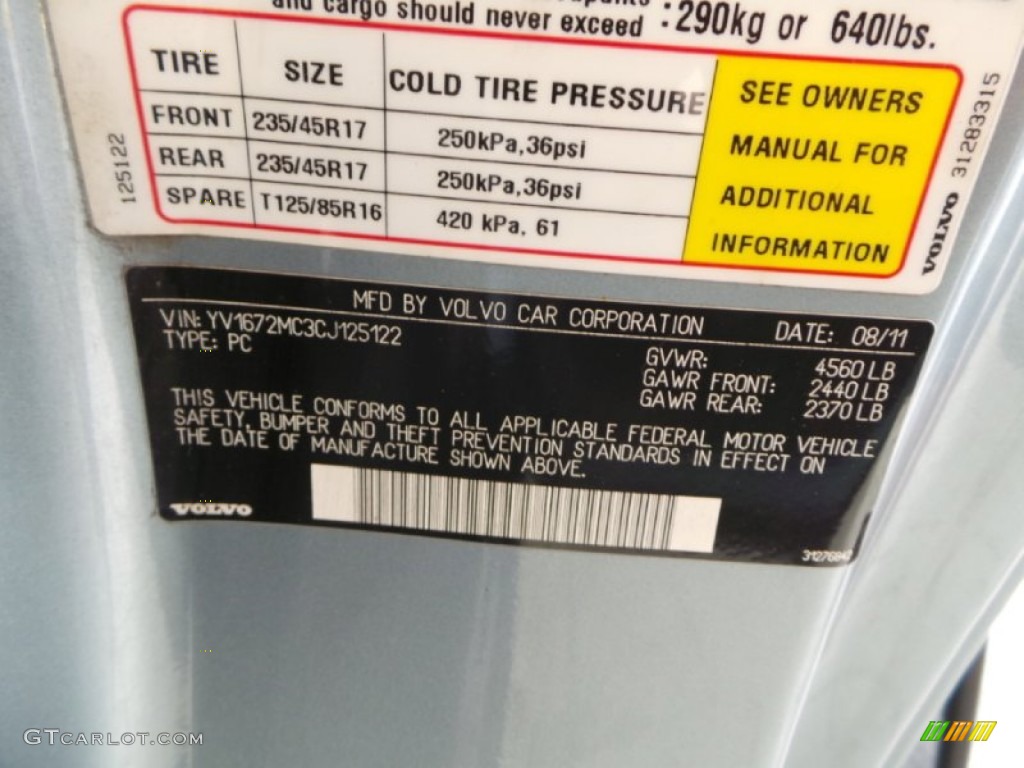 and cargo should never exceed : 290kg or 640lbs.
TIRE SIZE COLD TIRE PRESSURE
FRONT 235/45R17 250kPa,36psi
REAR 235/45R17 250kPa,36psi
SPARE T125/85R16 420 kPa, 61
SEE OWNERS
MANUAL FOR
ADDITIONAL
INFORMATION
125122
VOLVO 31283315
MFD BY VOLVO CAR CORPORATION DATE: 08/11
VIN: YV1672MC3CJ125122
TYPE: PC
GVWR: 4560 LB
GAWR FRONT: 2440 LB
GAWR REAR: 2370 LB
THIS VEHICLE CONFORMS TO ALL APPLICABLE FEDERAL MOTOR VEHICLE
SAFETY, BUMPER AND THEFT PREVENTION STANDARDS IN EFFECT ON
THE DATE OF MANUFACTURE SHOWN ABOVE.
VOLVO
GTCARLOT.COM